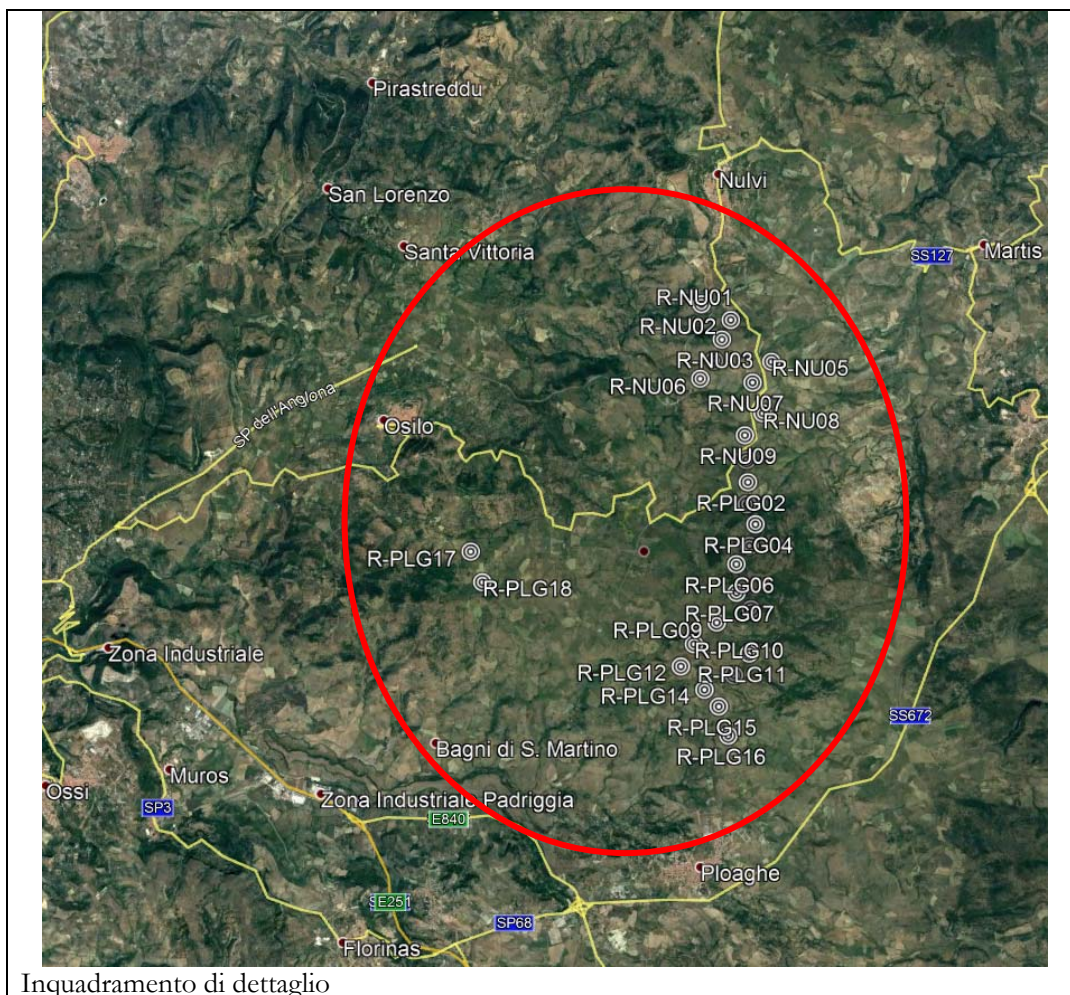 Pirastreddu
Nulvi
San Lorenzo
Santa Vittoria
Martis
SS127
R-NU01
R-NU02
R-NU03
R-NU05
R-NU06
R-NU07
R-NU08
SP dell'Anglona
Osilo
R-NU09
R-PLG02
R-PLG04
R-PLG17
R-PLG18
R-PLG06
R-PLG07
R-PLG09
R-PLG10
Zona Industriale
R-PLG12
R-PLG11
R-PLG14
SS672
R-PLG15
Bagni di S. Martino
R-PLG16
Muros
Ossi
Zona Industriale Padriggia
SP3
E840
Ploaghe
E251
SP68
Florinas
Inquadramento di dettaglio